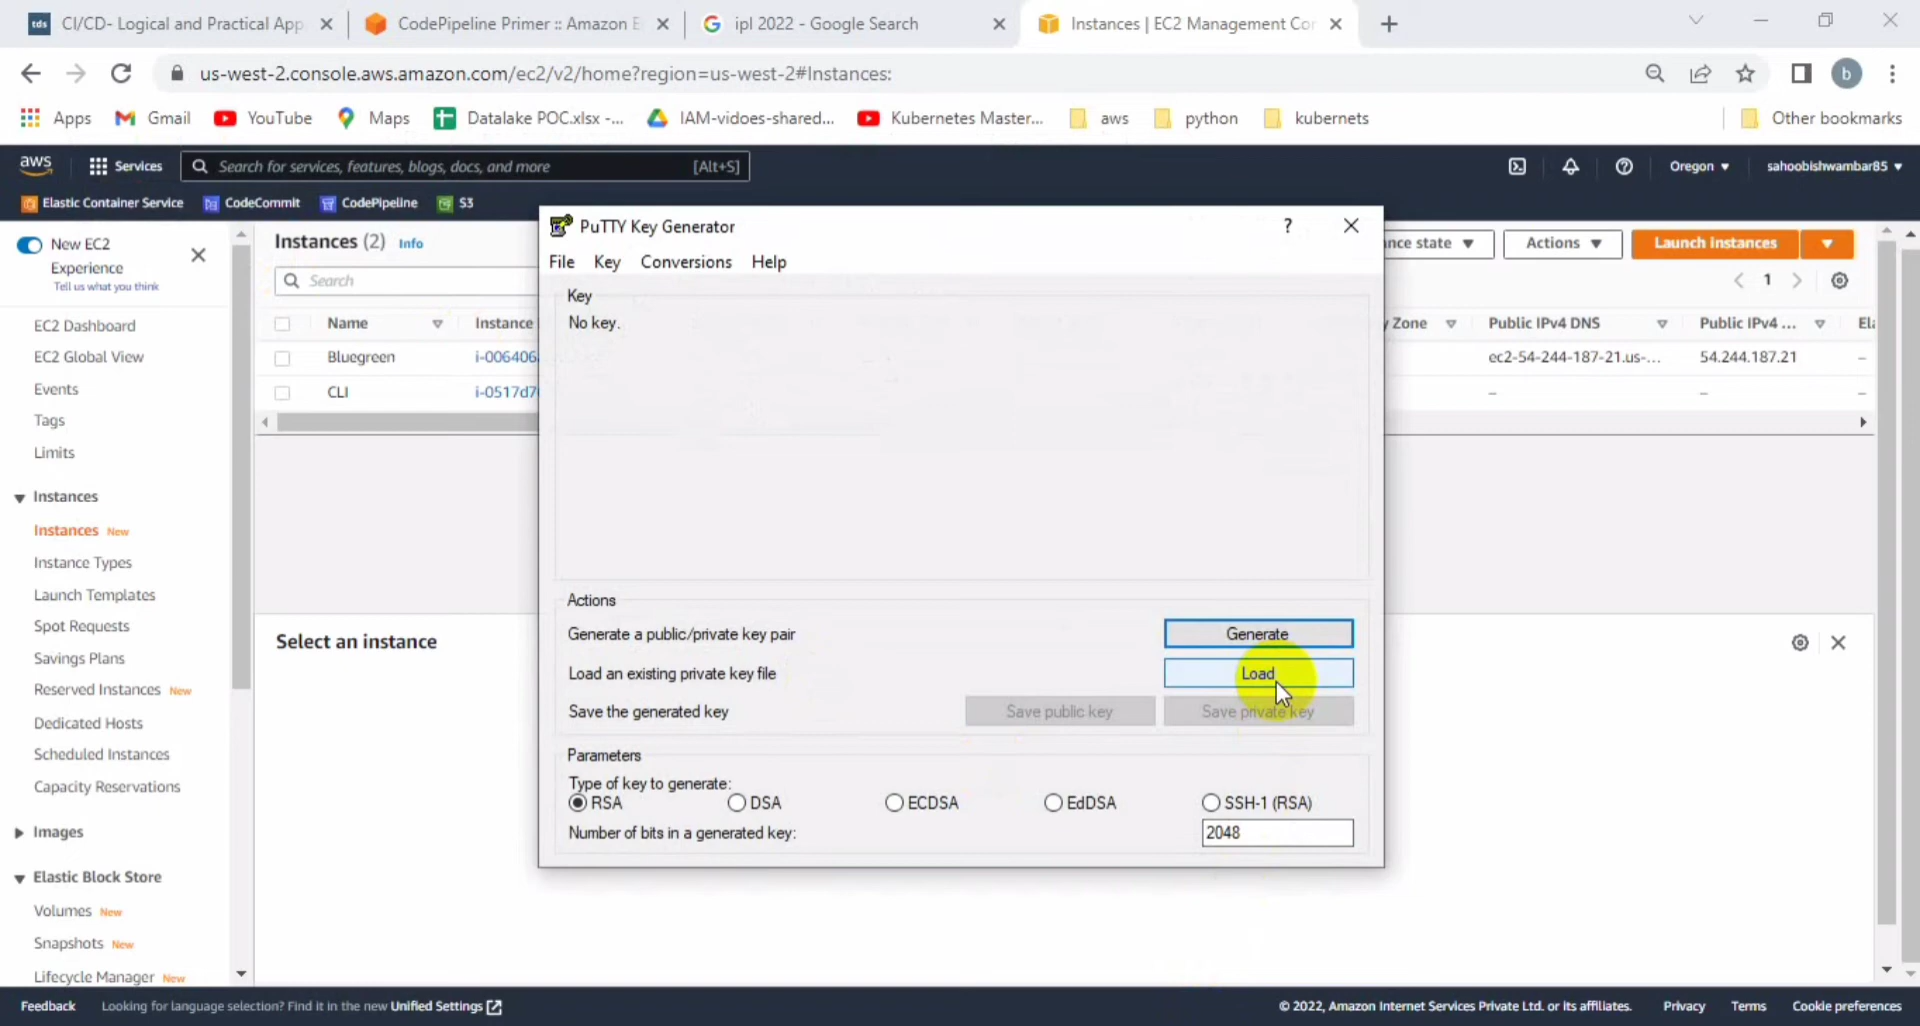 tds CI/CD- Logical and Practical App
CodePipeline Primer :: Amazon E
ipl 2022 - Google Search
Instances | EC2 Management Con
us-west-2.console.aws.amazon.com/ec2/v2/home?region=us-west-2#Instances:
b
Apps Gmail YouTube Maps Datalake POC.xlsx -... IAM-vidoes-shared... Kubernetes Master... aws python kubernets Other bookmarks
aws Services Search for services, features, blogs, docs, and more [Alt+S] Oregon sahoobishwambar85
Elastic Container Service CodeCommit CodePipeline S3
New EC2
Experience
Tell us what you think
EC2 Dashboard
EC2 Global View
Events
Tags
Limits
Instances
Instances New
Instance Types
Launch Templates
Spot Requests
Savings Plans
Reserved Instances New
Dedicated Hosts
Scheduled Instances
Capacity Reservations
Images
Elastic Block Store
Volumes New
Snapshots New
Lifecycle Manager New
Instances (2) Info
nce state Actions Launch instances
Search
1
Name Instance y Zone Public IPv4 DNS Public IPv4 ... Ela
Bluegreen i-006406 ec2-54-244-187-21.us-... 54.244.187.21 –
CLI i-0517d7 – – –
Select an instance
PuTTY Key Generator ?
File Key Conversions Help
Key
No key.
Actions
Generate a public/private key pair Generate
Load an existing private key file Load
Save the generated key Save public key Save private key
Parameters
Type of key to generate:
RSA DSA ECDSA EdDSA SSH-1 (RSA)
Number of bits in a generated key: 2048
Feedback Looking for language selection? Find it in the new Unified Settings © 2022, Amazon Internet Services Private Ltd. or its affiliates. Privacy Terms Cookie preferences